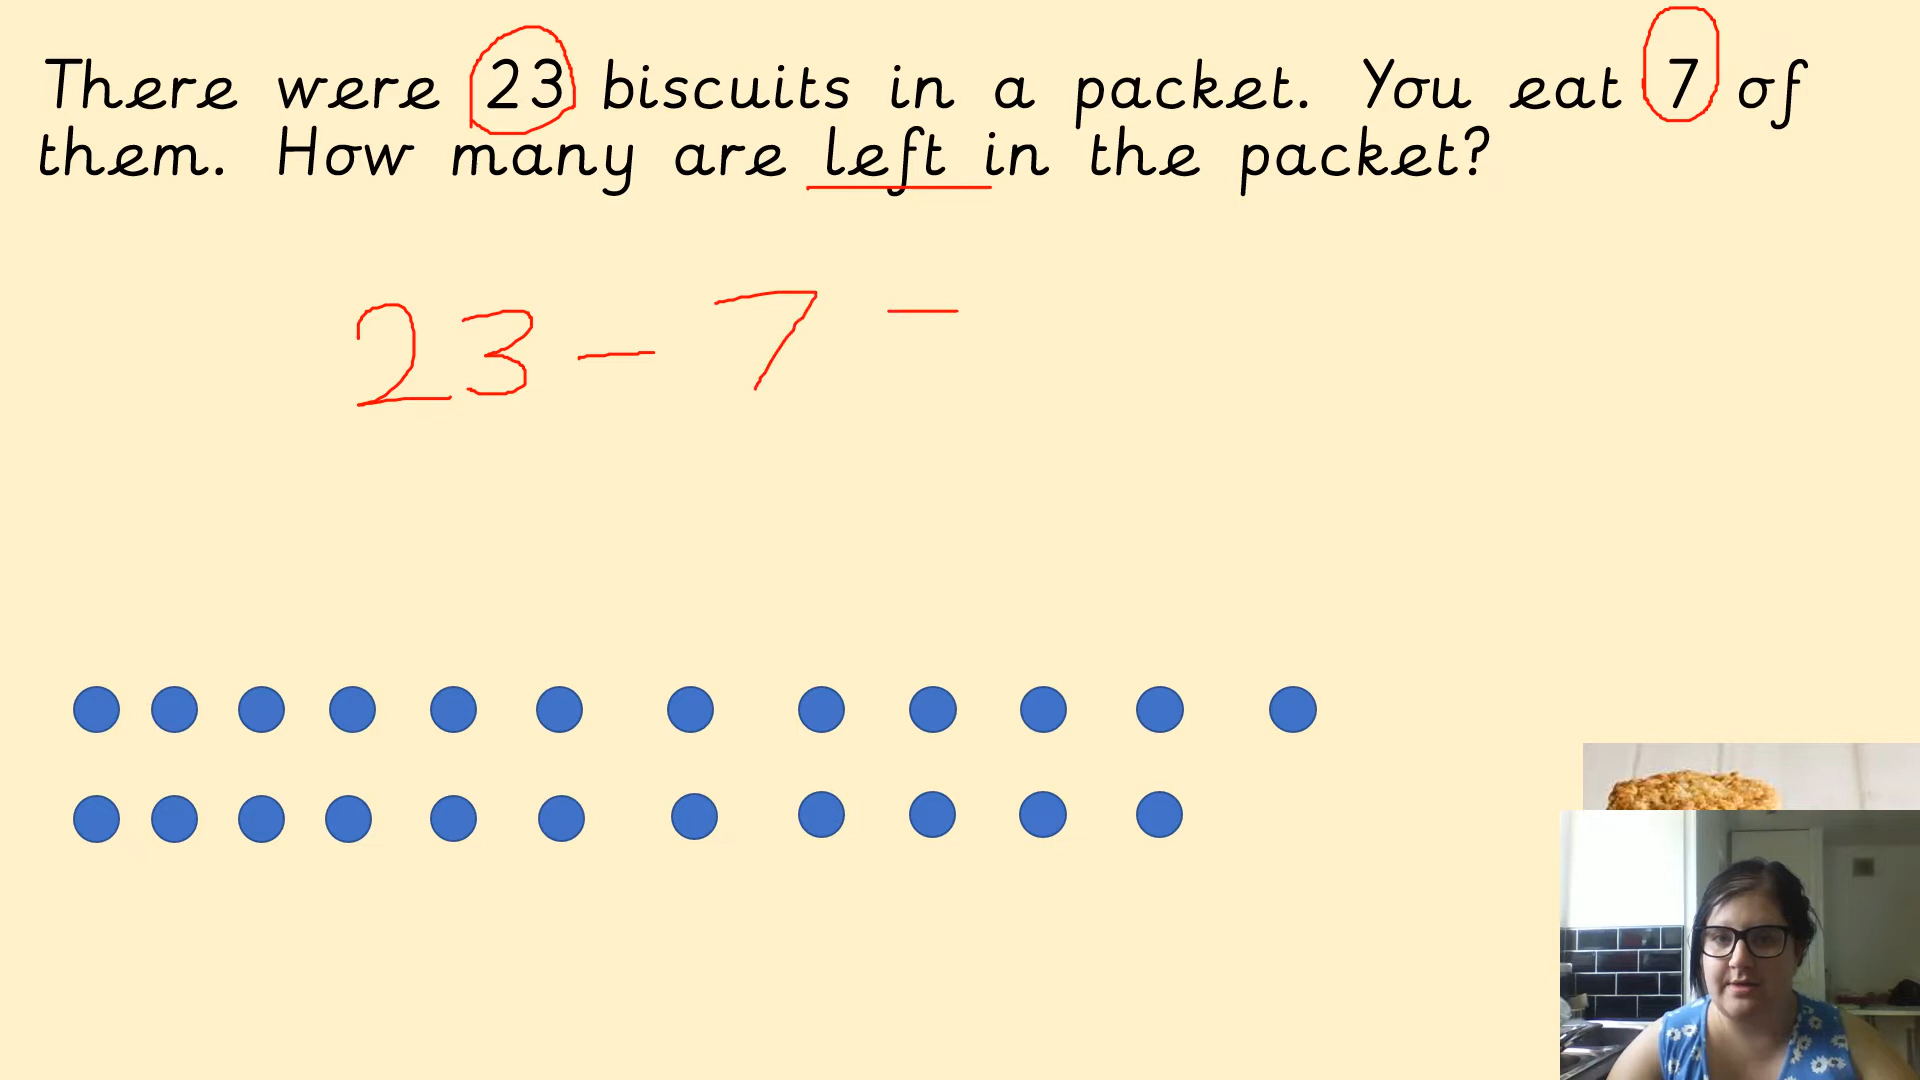 There were 23 biscuits in a packet. You eat 7 of
them. How many are left in the packet?
23 - 7 -